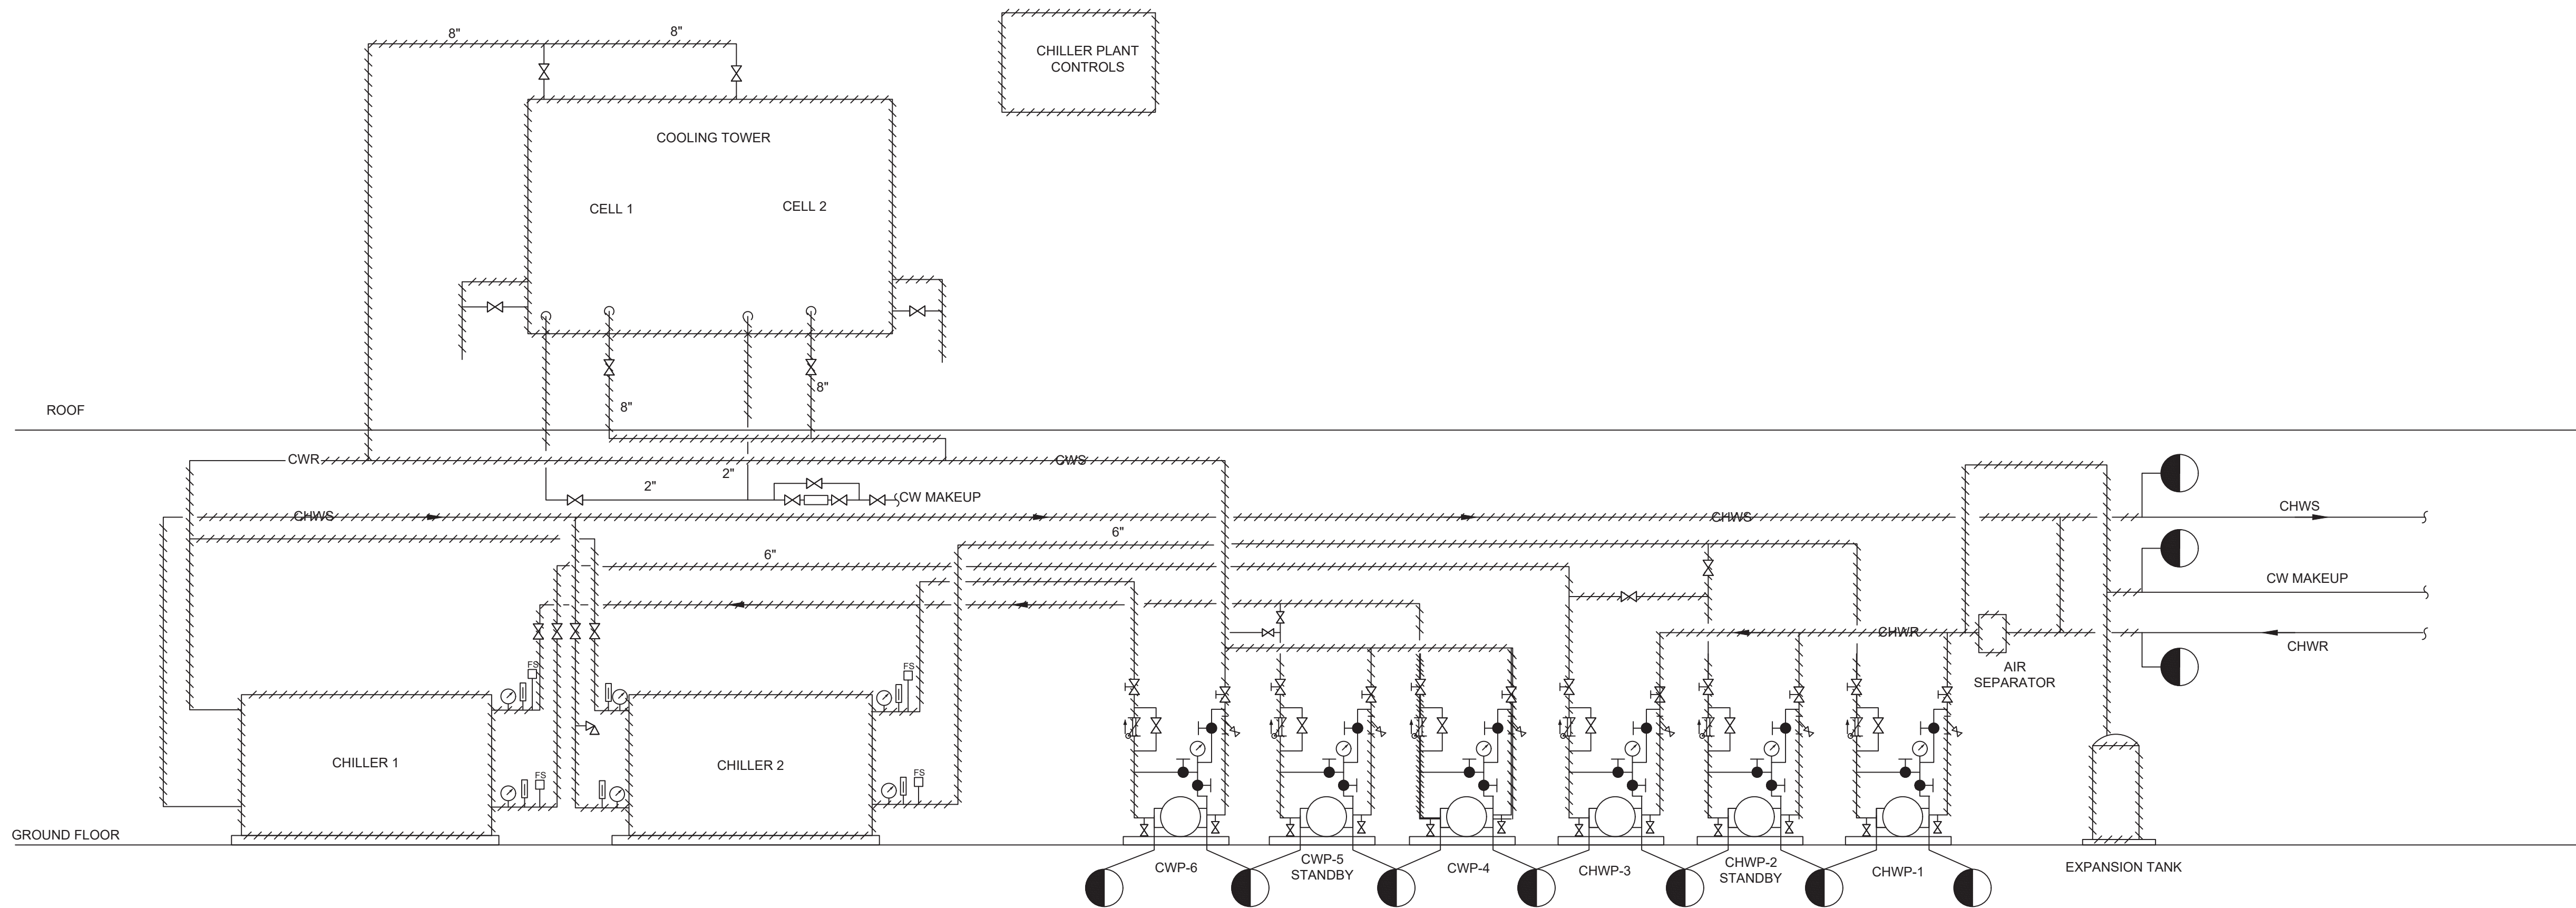 8"
8"
CHILLER PLANT
CONTROLS
COOLING TOWER
CELL 1
CELL 2
8"
8"
ROOF
CWR
CWS
2"
2"
CW MAKEUP
CHWS
CHWS
CHWS
6"
6"
CW MAKEUP
CHWR
CHWR
AIR
SEPARATOR
FS
FS
FS
FS
CHILLER 1
CHILLER 2
GROUND FLOOR
CWP-6
CWP-5
STANDBY
CWP-4
CHWP-3
CHWP-2
STANDBY
CHWP-1
EXPANSION TANK